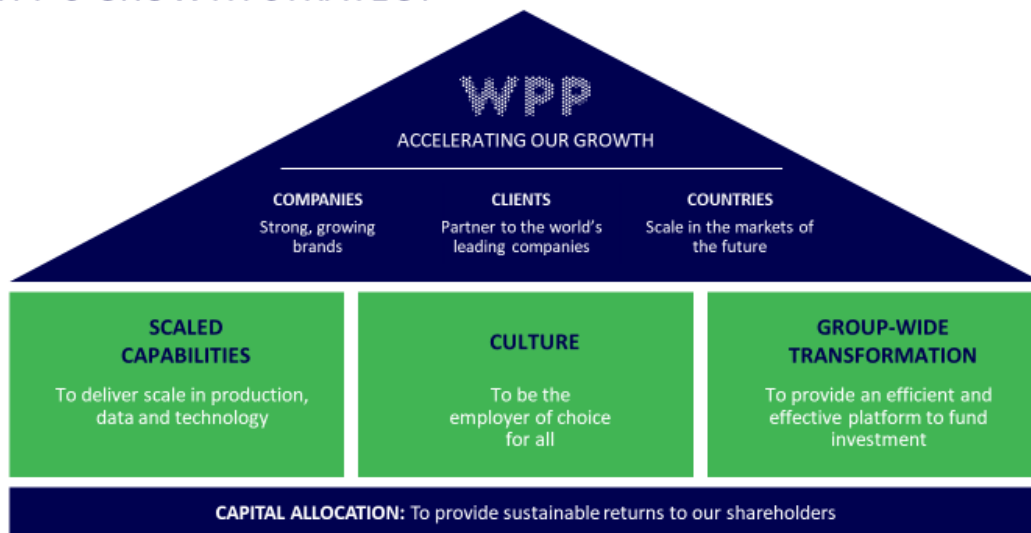 WPP
ACCELERATING OUR GROWTH
COMPANIES
Strong, growing
brands
CLIENTS
Partner to the world's
leading companies
COUNTRIES
Scale in the markets of
the future
SCALED
CAPABILITIES
To deliver scale in production,
data and technology
CULTURE
To be the
employer of choice
for all
GROUP-WIDE
TRANSFORMATION
To provide an efficient and
effective platform to fund
investment
CAPITAL ALLOCATION: To provide sustainable returns to our shareholders